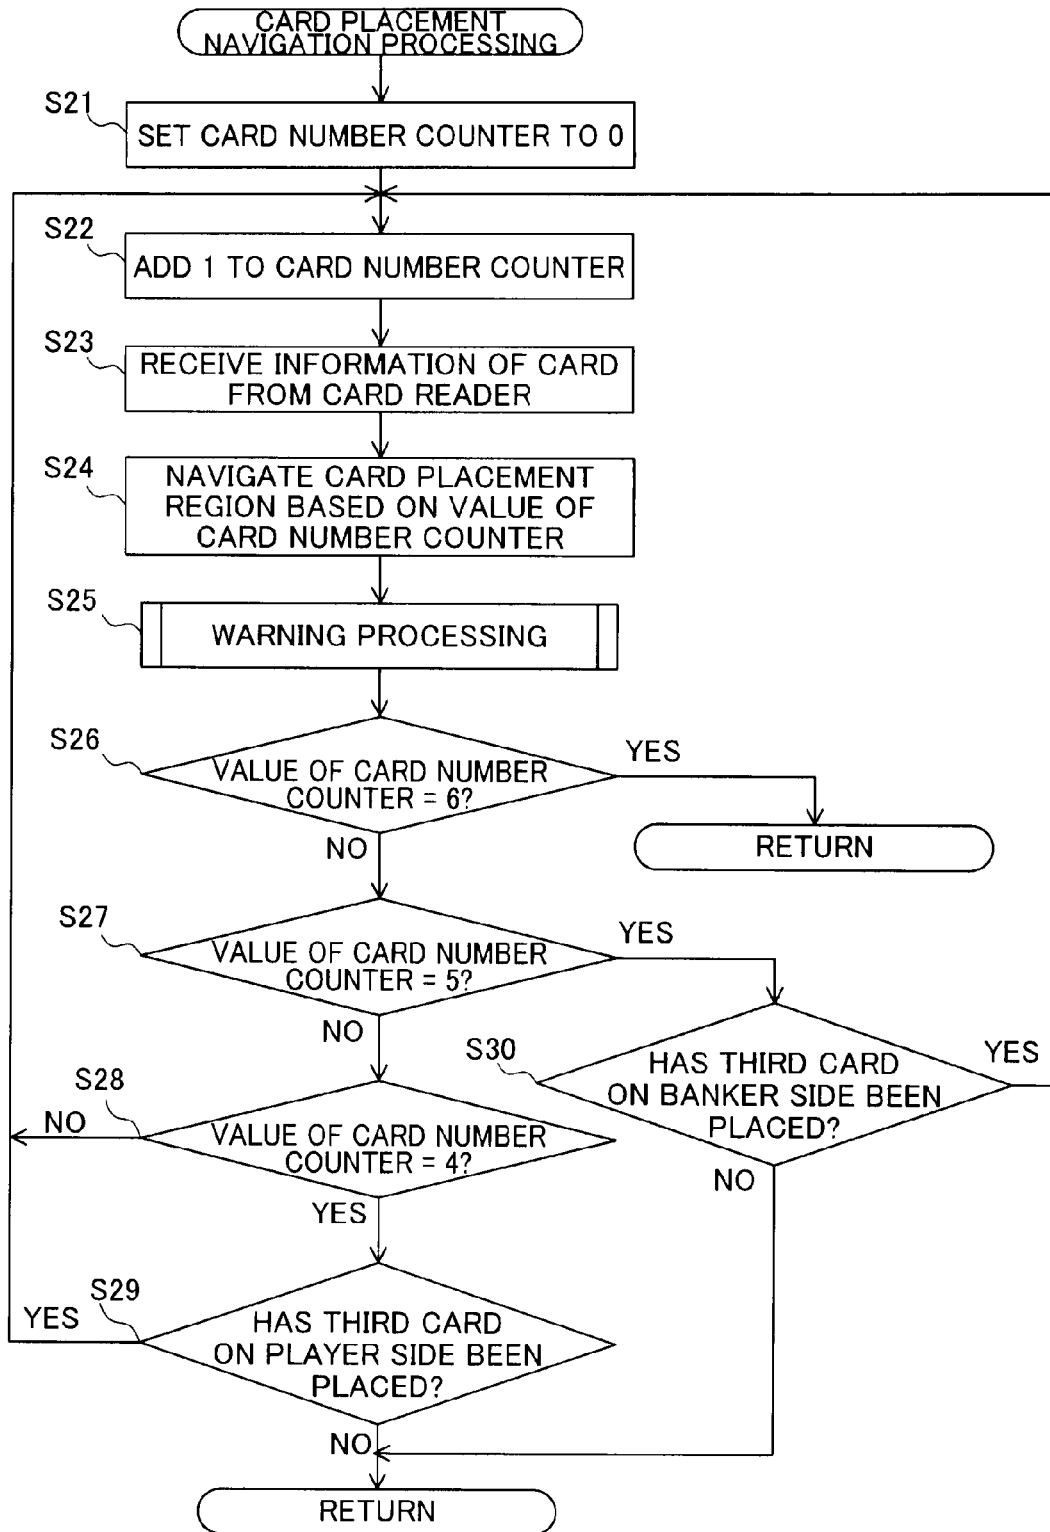 CARD PLACEMENT
NAVIGATION PROCESSING
S21
SET CARD NUMBER COUNTER TO 0
S22
ADD 1 TO CARD NUMBER COUNTER
S23
RECEIVE INFORMATION OF CARD
FROM CARD READER
S24
NAVIGATE CARD PLACEMENT
REGION BASED ON VALUE OF
CARD NUMBER COUNTER
S25
WARNING PROCESSING
S26
VALUE OF CARD NUMBER
COUNTER = 6?
YES
RETURN
NO
S27
VALUE OF CARD NUMBER
COUNTER = 5?
YES
NO
S30
HAS THIRD CARD
ON BANKER SIDE BEEN
PLACED?
YES
NO
S28
NO
VALUE OF CARD NUMBER
COUNTER = 4?
YES
S29
YES
HAS THIRD CARD
ON PLAYER SIDE BEEN
PLACED?
NO
RETURN